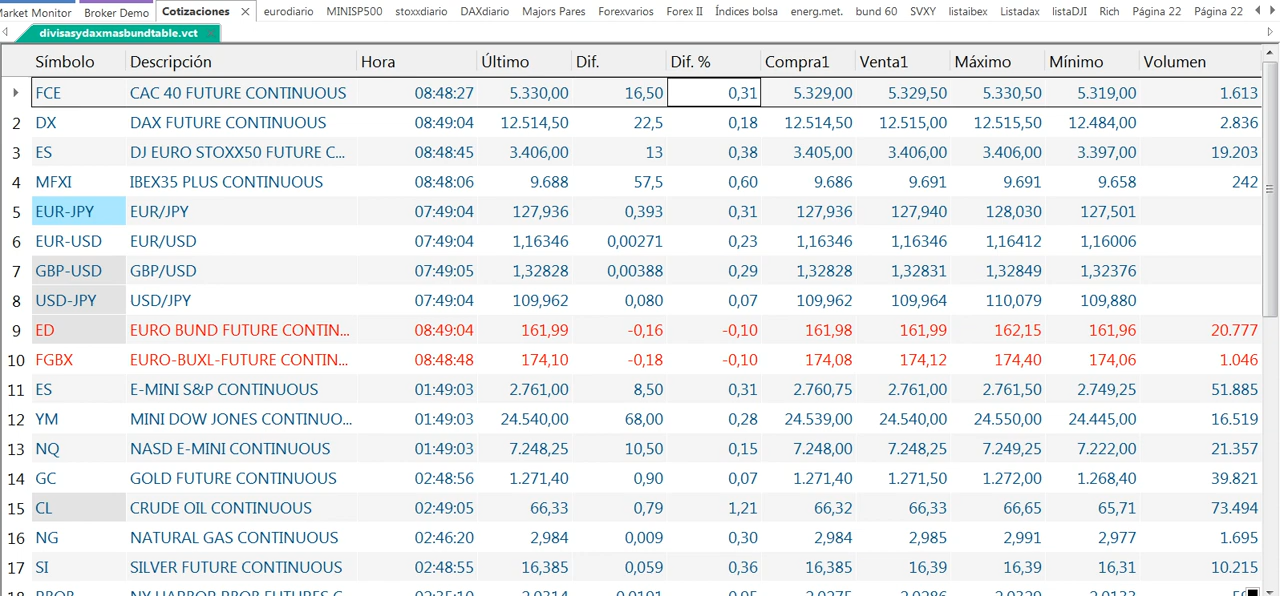 Market Monitor Broker Demo Cotizaciones eurodiario MINISP500 stoxxdiario DAXdiario Majors Pares Forexvarios Forex II Índices bolsa energ.met. bund 60 SVXY listaibex Listadax listaDJI Rich Página 22 Página 22
divisasydaxmasbundtable.vct
Símbolo Descripción Hora Último Dif. Dif. % Compra1 Venta1 Máximo Mínimo Volumen
FCE CAC 40 FUTURE CONTINUOUS 08:48:27 5.330,00 16,50 0,31 5.329,00 5.329,50 5.330,50 5.319,00 1.613
2 DX DAX FUTURE CONTINUOUS 08:49:04 12.514,50 22,5 0,18 12.514,50 12.515,00 12.515,50 12.484,00 2.836
3 ES DJ EURO STOXX50 FUTURE C... 08:48:45 3.406,00 13 0,38 3.405,00 3.406,00 3.406,00 3.397,00 19.203
4 MFXI IBEX35 PLUS CONTINUOUS 08:48:06 9.688 57,5 0,60 9.686 9.691 9.691 9.658 242
5 EUR-JPY EUR/JPY 07:49:04 127,936 0,393 0,31 127,936 127,940 128,030 127,501
6 EUR-USD EUR/USD 07:49:04 1,16346 0,00271 0,23 1,16346 1,16346 1,16412 1,16006
7 GBP-USD GBP/USD 07:49:05 1,32828 0,00388 0,29 1,32828 1,32831 1,32849 1,32376
8 USD-JPY USD/JPY 07:49:04 109,962 0,080 0,07 109,962 109,964 110,079 109,880
9 ED EURO BUND FUTURE CONTIN... 08:49:04 161,99 -0,16 -0,10 161,98 161,99 162,15 161,96 20.777
10 FGBX EURO-BUXL-FUTURE CONTIN... 08:48:48 174,10 -0,18 -0,10 174,08 174,12 174,40 174,06 1.046
11 ES E-MINI S&P CONTINUOUS 01:49:03 2.761,00 8,50 0,31 2.760,75 2.761,00 2.761,50 2.749,25 51.885
12 YM MINI DOW JONES CONTINUO... 01:49:03 24.540,00 68,00 0,28 24.539,00 24.540,00 24.550,00 24.445,00 16.519
13 NQ NASD E-MINI CONTINUOUS 01:49:03 7.248,25 10,50 0,15 7.248,00 7.248,25 7.249,25 7.222,00 21.357
14 GC GOLD FUTURE CONTINUOUS 02:48:56 1.271,40 0,90 0,07 1.271,40 1.271,50 1.272,00 1.268,40 39.821
15 CL CRUDE OIL CONTINUOUS 02:49:05 66,33 0,79 1,21 66,32 66,33 66,65 65,71 73.494
16 NG NATURAL GAS CONTINUOUS 02:46:20 2,984 0,009 0,30 2,984 2,985 2,991 2,977 1.695
17 SI SILVER FUTURE CONTINUOUS 02:48:55 16,385 0,059 0,36 16,385 16,39 16,39 16,31 10.215